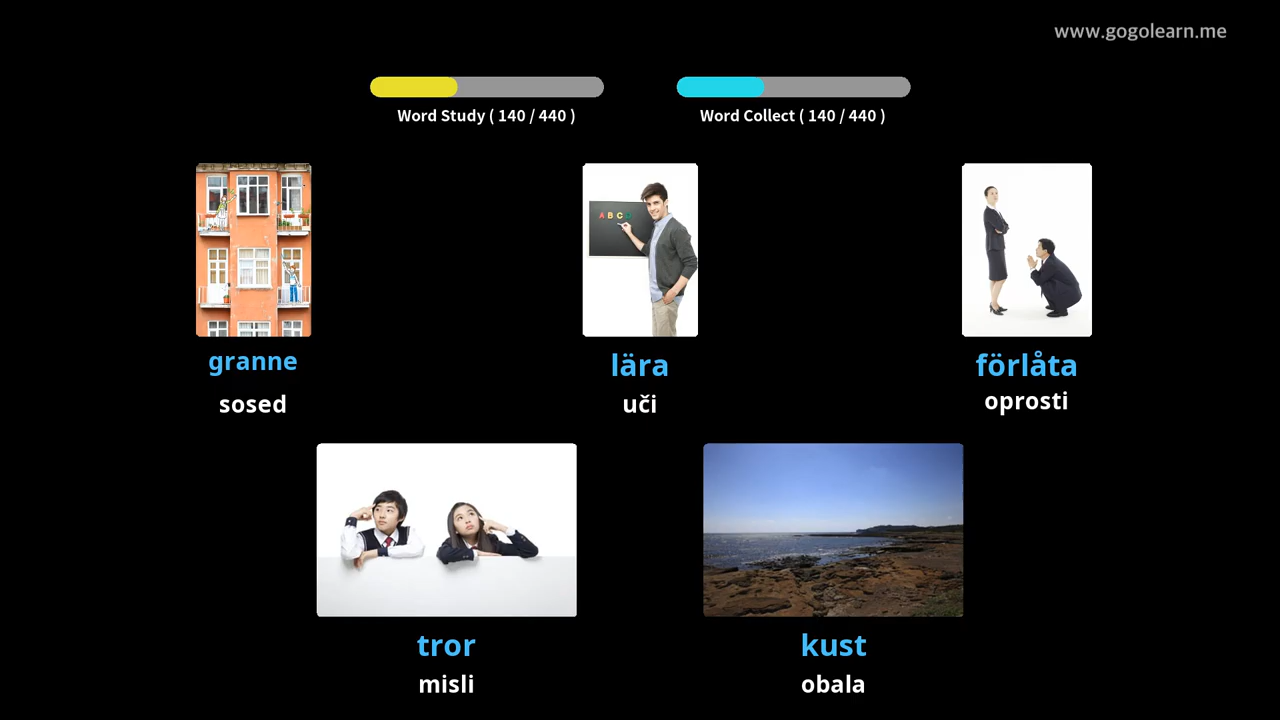 www.gogolearn.me
Word Study ( 140 / 440 )
Word Collect ( 140 / 440 )
A B C
granne
lära
förlåta
sosed
uči
oprosti
tror
kust
misli
obala